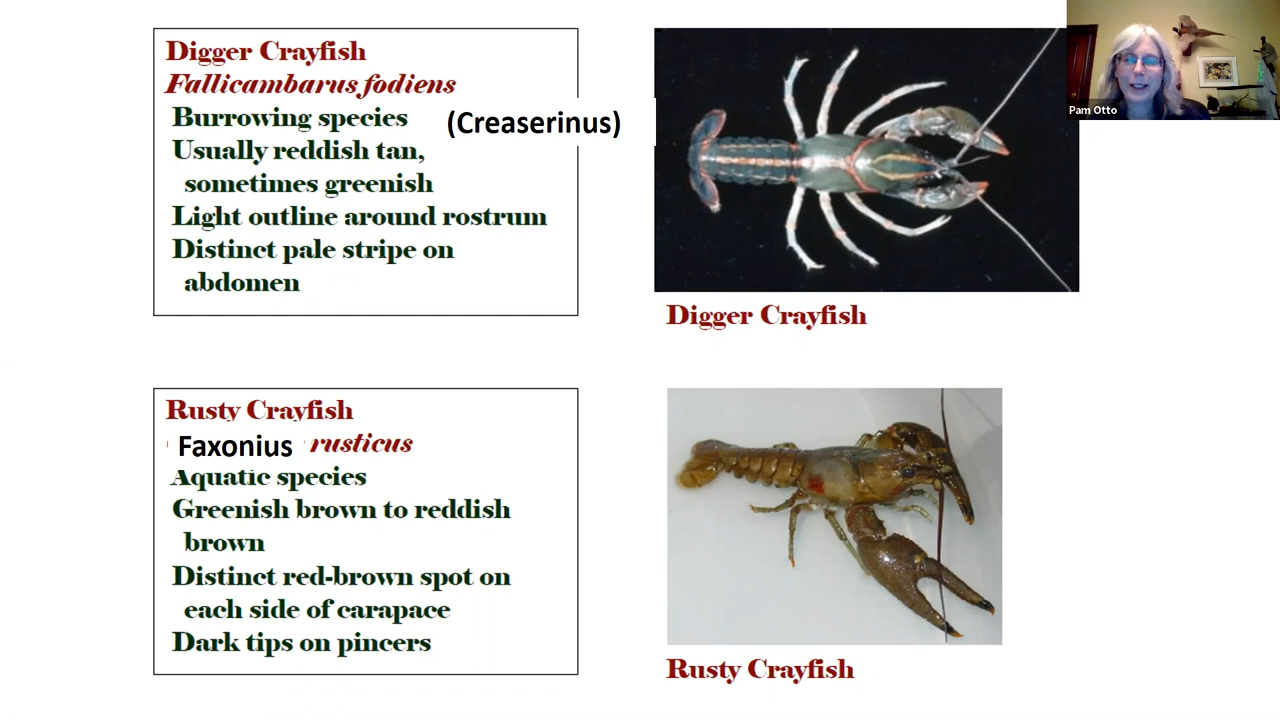 Digger Crayfish
Fallicambarus fodiens
Burrowing species
(Creaserinus)
Usually reddish tan,
sometimes greenish
Light outline around rostrum
Distinct pale stripe on
abdomen
Digger Crayfish
Pam Otto
Rusty Crayfish
Faxonius rusticus
Aquatic species
Greenish brown to reddish
brown
Distinct red-brown spot on
each side of carapace
Dark tips on pincers
Rusty Crayfish